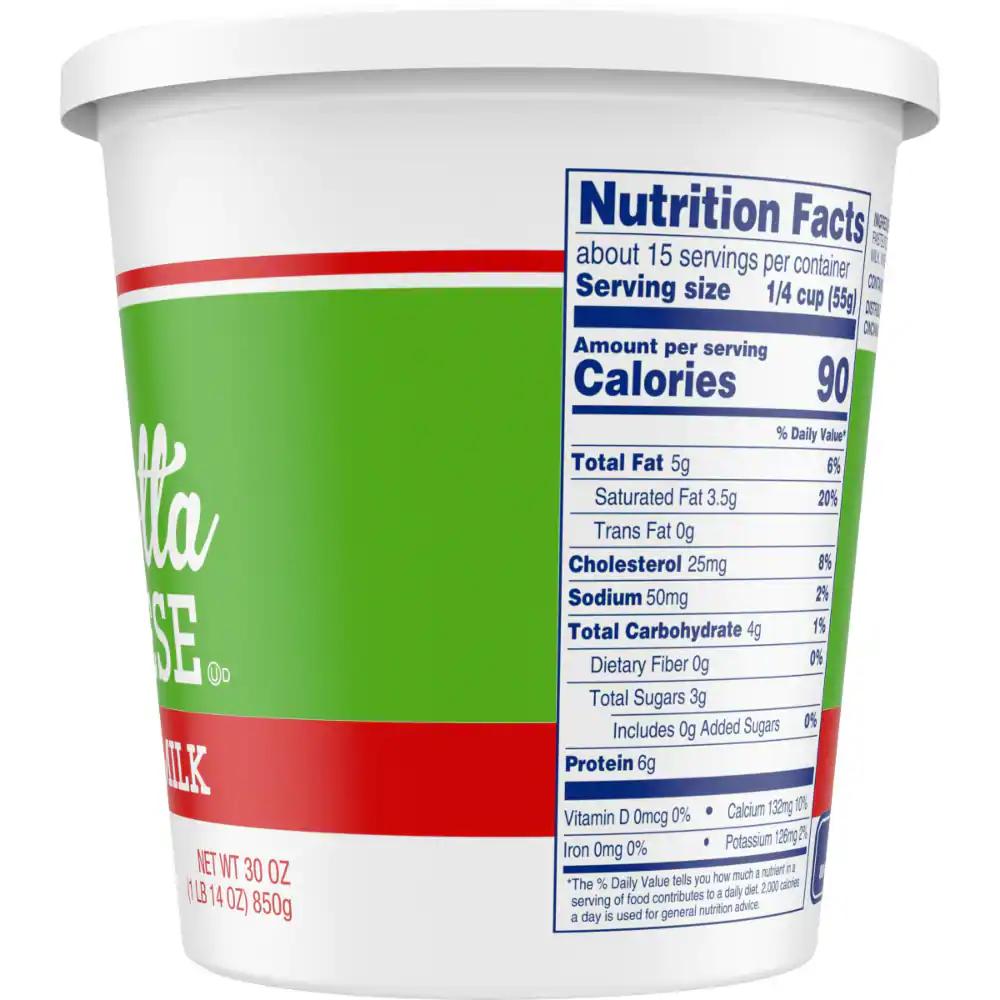 tta
ESE
UD
MILK
NET WT 30 OZ
(1 LB 14 OZ) 850g
Nutrition Facts
about 15 servings per container
Serving size 1/4 cup (55g)
Amount per serving
Calories 90
% Daily Value*
Total Fat 5g 6%
Saturated Fat 3.5g 20%
Trans Fat 0g
Cholesterol 25mg 8%
Sodium 50mg 2%
Total Carbohydrate 4g 1%
Dietary Fiber 0g 0%
Total Sugars 3g
Includes 0g Added Sugars 0%
Protein 6g
Vitamin D 0mcg 0% • Calcium 132mg 10%
Iron 0mg 0% • Potassium 126mg 2%
*The % Daily Value tells you how much a nutrient in a
serving of food contributes to a daily diet. 2,000 calories
a day is used for general nutrition advice.